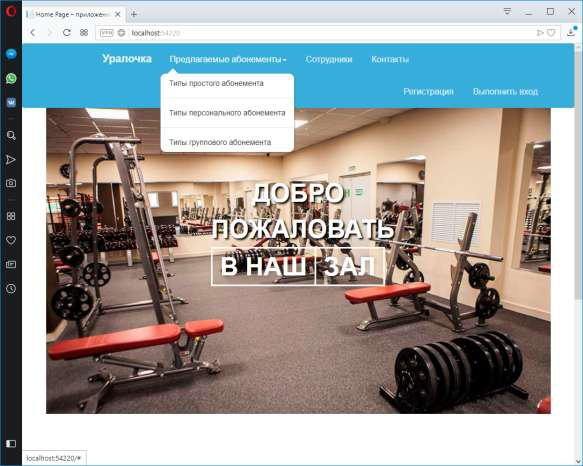 Home Page – приложени
VPN
localhost:54220
Уралочка
Предлагаемые абонементы
Сотрудники
Контакты
Регистрация
Выполнить вход
Типы простого абонемента
Типы персонального абонемента
Типы группового абонемента
ДОБРО
ПОЖАЛОВАТЬ
В НАШ ЗАЛ
localhost:54220/#